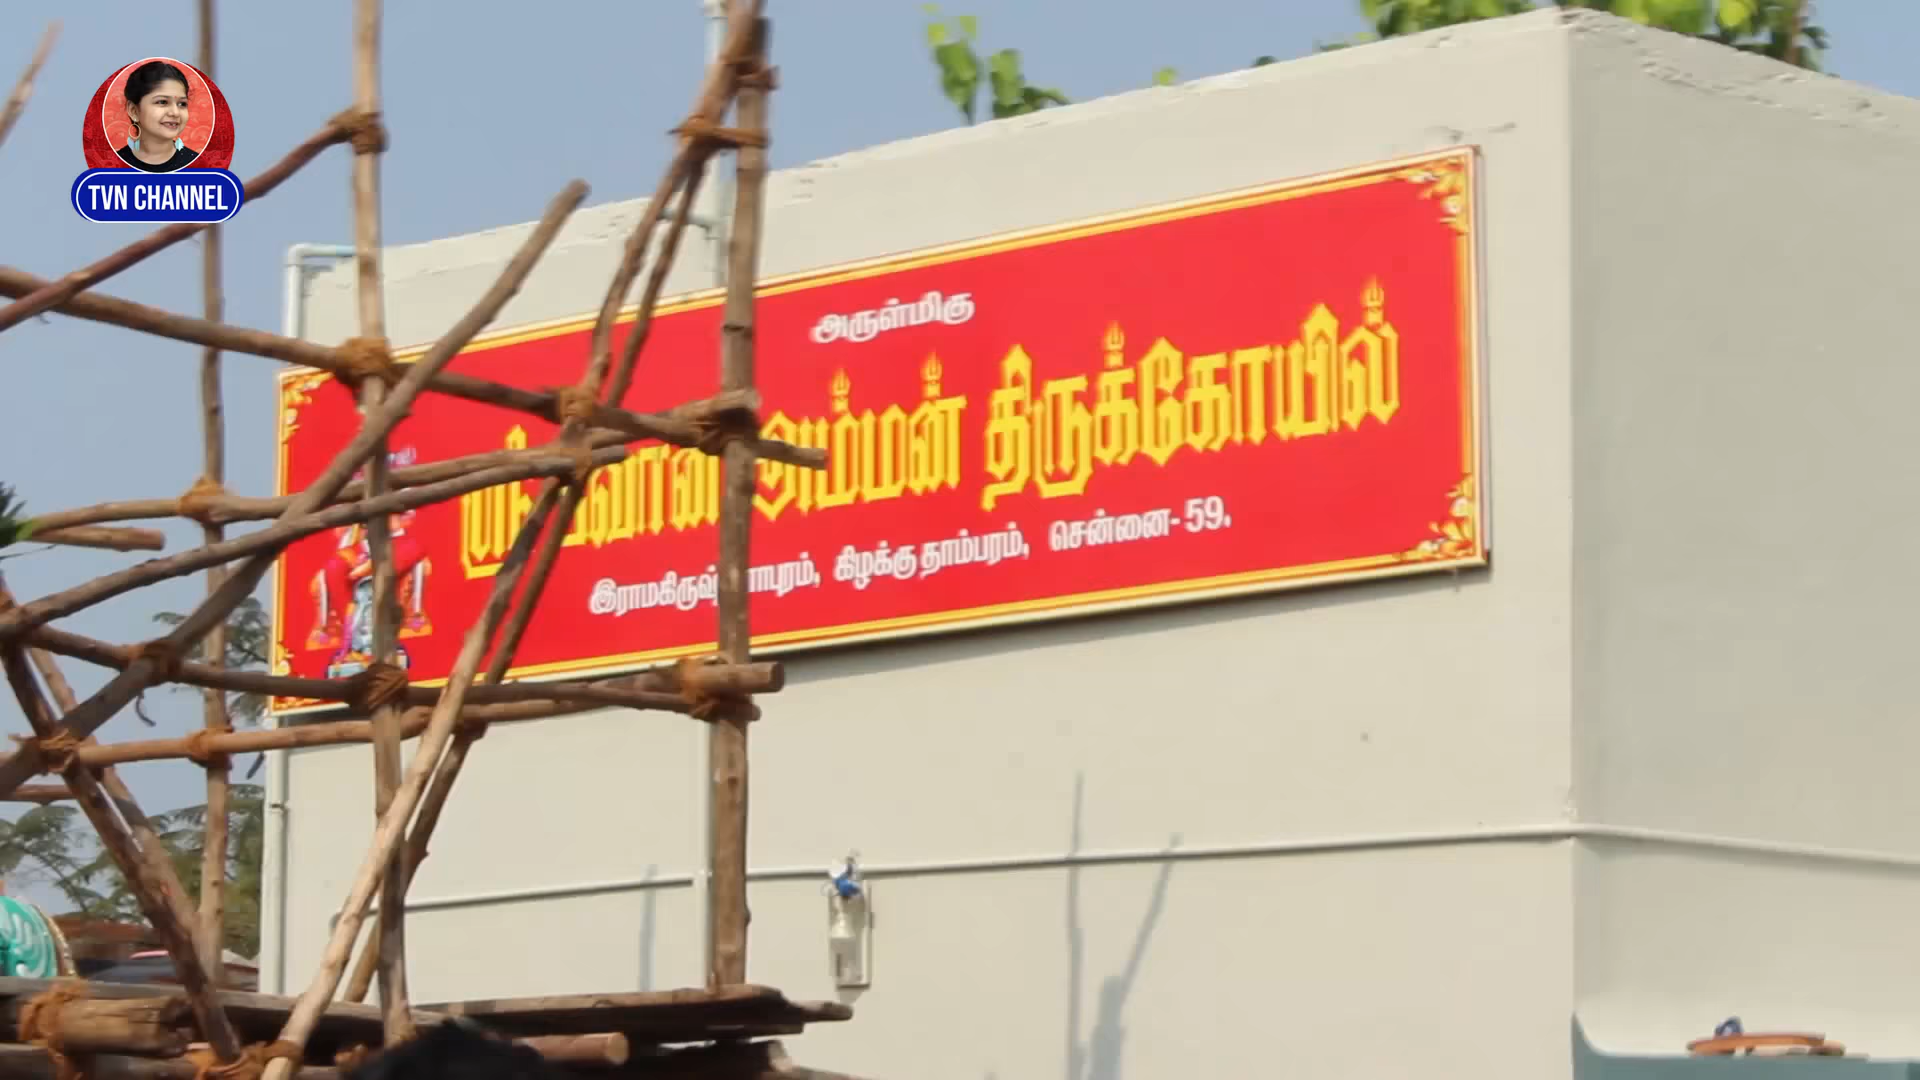 TVN CHANNEL
அருள்மிகு
அம்மன் திருக்கோயில்
கிழக்கு தாம்பரம், சென்னை- 59.